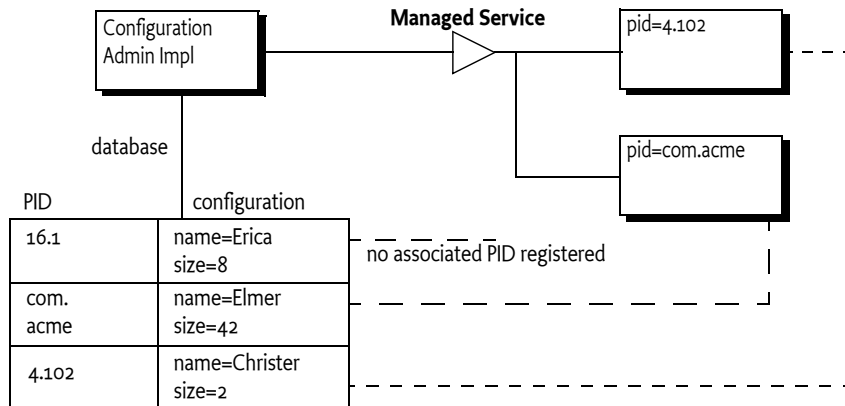 Managed Service
Configuration
Admin Impl
pid=4.102
pid=com.acme
database
PID
configuration
16.1
name=Erica
size=8
no associated PID registered
com.
acme
name=Elmer
size=42
4.102
name=Christer
size=2